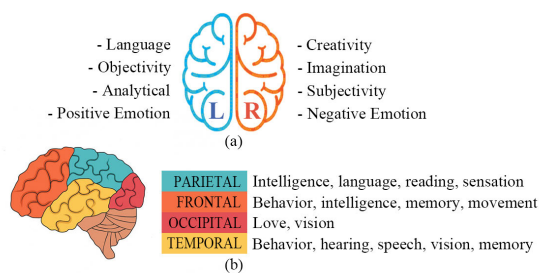 - Language
- Objectivity
- Analytical
- Positive Emotion
L R
- Creativity
- Imagination
- Subjectivity
- Negative Emotion
(a)
PARIETAL Intelligence, language, reading, sensation
FRONTAL Behavior, intelligence, memory, movement
OCCIPITAL Love, vision
TEMPORAL Behavior, hearing, speech, vision, memory
(b)